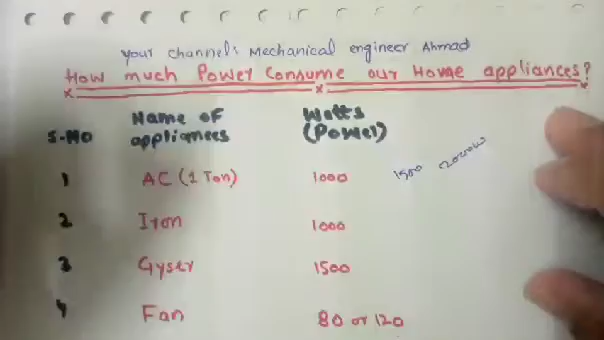 your channel: Mechanical engineer Ahmad
How much Power Consume our Home appliances?
S.NO Name OF appliances Watts (Power)
1 AC (1 Ton) 1000 1500 2000w
2 Iron 1000
3 Gyser 1500
4 Fan 80 or 120